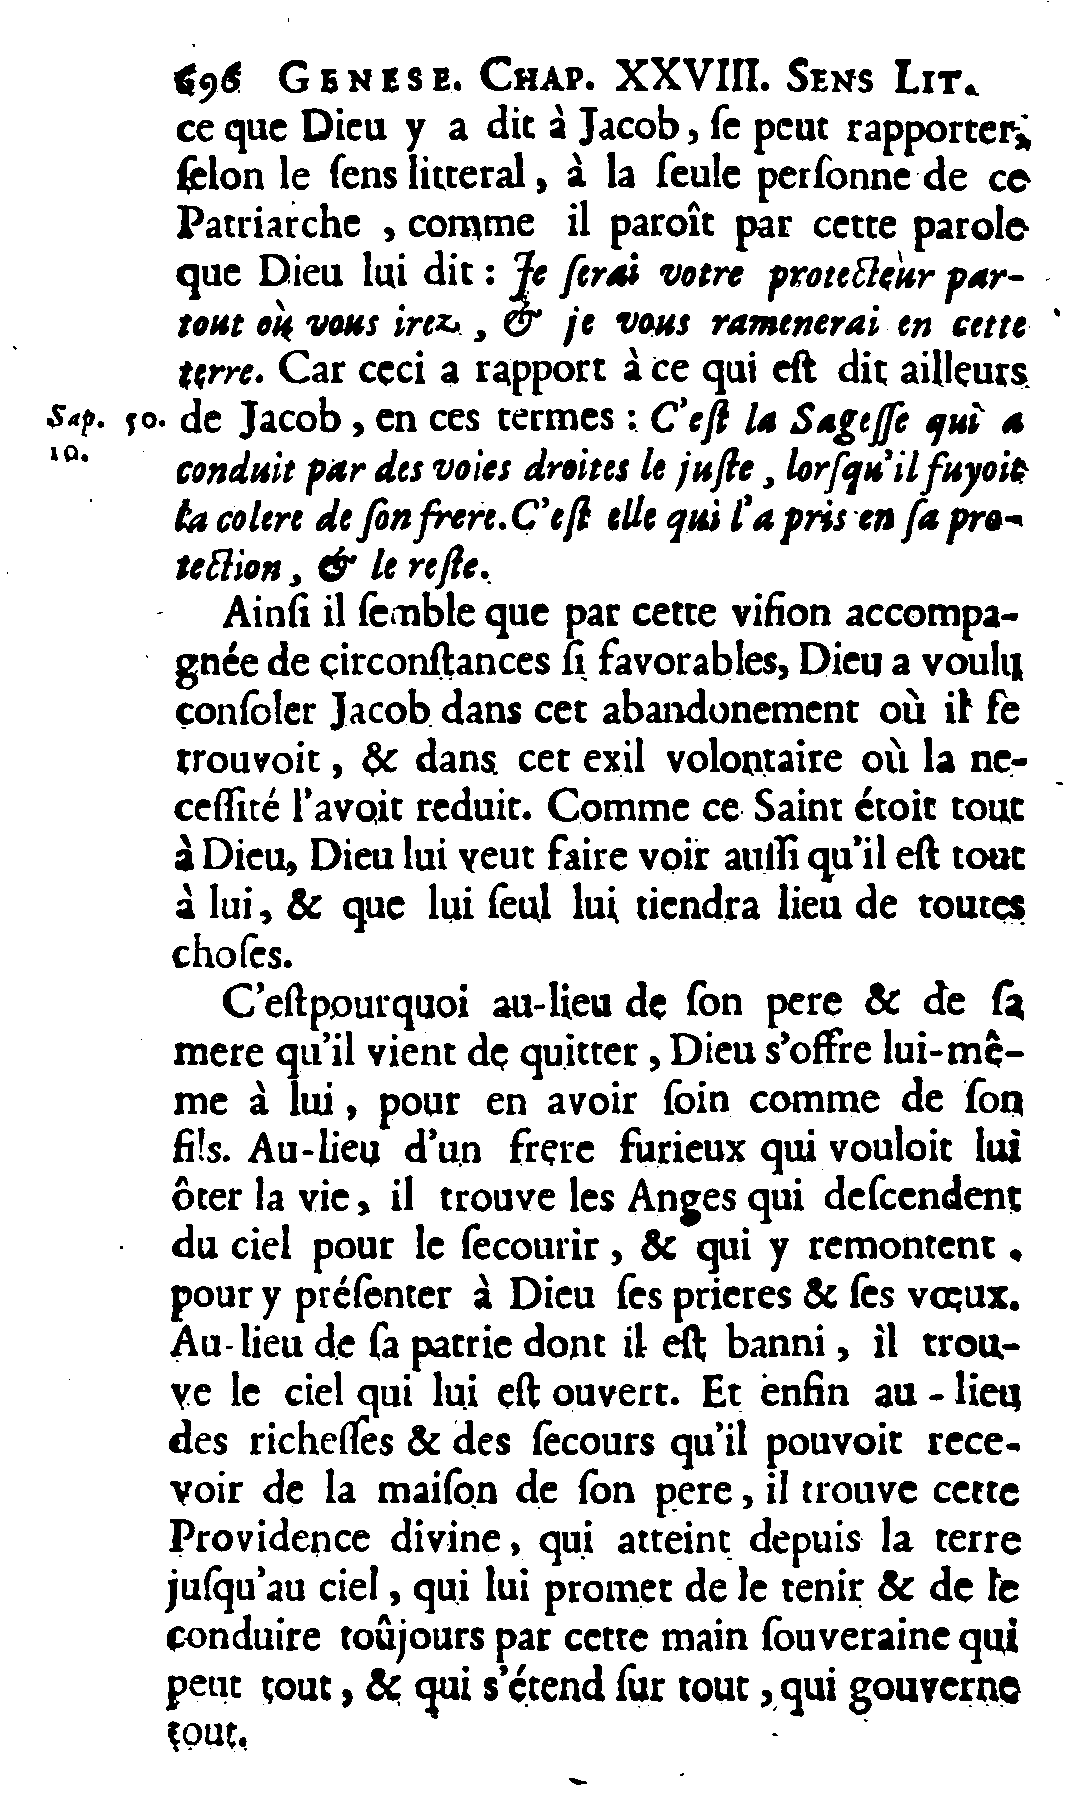 696 GENESE. CHAP. XXVIII. SENS LIT.
ce que Dieu y a dit à Jacob, ſe peut rapporter,
ſelon le ſens litteral, à la ſeule perſonne de ce
Patriarche, comme il paroît par cette parole
que Dieu lui dit : Je ſerai votre protecteur par-
tout où vous irez, & je vous ramenerai en cette
terre. Car ceci a rapport à ce qui eſt dit ailleurs
Sap. 10. de Jacob, en ces termes : C'eſt la Sageſſe qui a
10.
conduit par des voies droites le juſte, lorſqu'il fuyoit
la colere de ſon frere. C'eſt elle qui l'a pris en ſa pro-
tection, & le reſte.
Ainſi il ſemble que par cette viſion accompa-
gnée de circonſtances ſi favorables, Dieu a voulu
conſoler Jacob dans cet abandonement où il ſe
trouvoit, & dans cet exil volontaire où la ne-
ceſſité l'avoit reduit. Comme ce Saint étoit tout
à Dieu, Dieu lui veut faire voir auſſi qu'il eſt tout
à lui, & que lui ſeul lui tiendra lieu de toutes
choſes.
C'eſtpourquoi au-lieu de ſon pere & de ſa
mere qu'il vient de quitter, Dieu s'offre lui-mê-
me à lui, pour en avoir ſoin comme de ſon
fils. Au-lieu d'un frere furieux qui vouloit lui
ôter la vie, il trouve les Anges qui deſcendent
du ciel pour le ſecourir, & qui y remontent
pour y préſenter à Dieu ſes prieres & ſes vœux.
Au-lieu de ſa patrie dont il eſt banni, il trou-
ve le ciel qui lui eſt ouvert. Et enfin au-lieu
des richeſſes & des ſecours qu'il pouvoit rece-
voir de la maiſon de ſon pere, il trouve cette
Providence divine, qui atteint depuis la terre
juſqu'au ciel, qui lui promet de le tenir & de le
conduire toûjours par cette main ſouveraine qui
peut tout, & qui s'étend ſur tout, qui gouverne
tout.